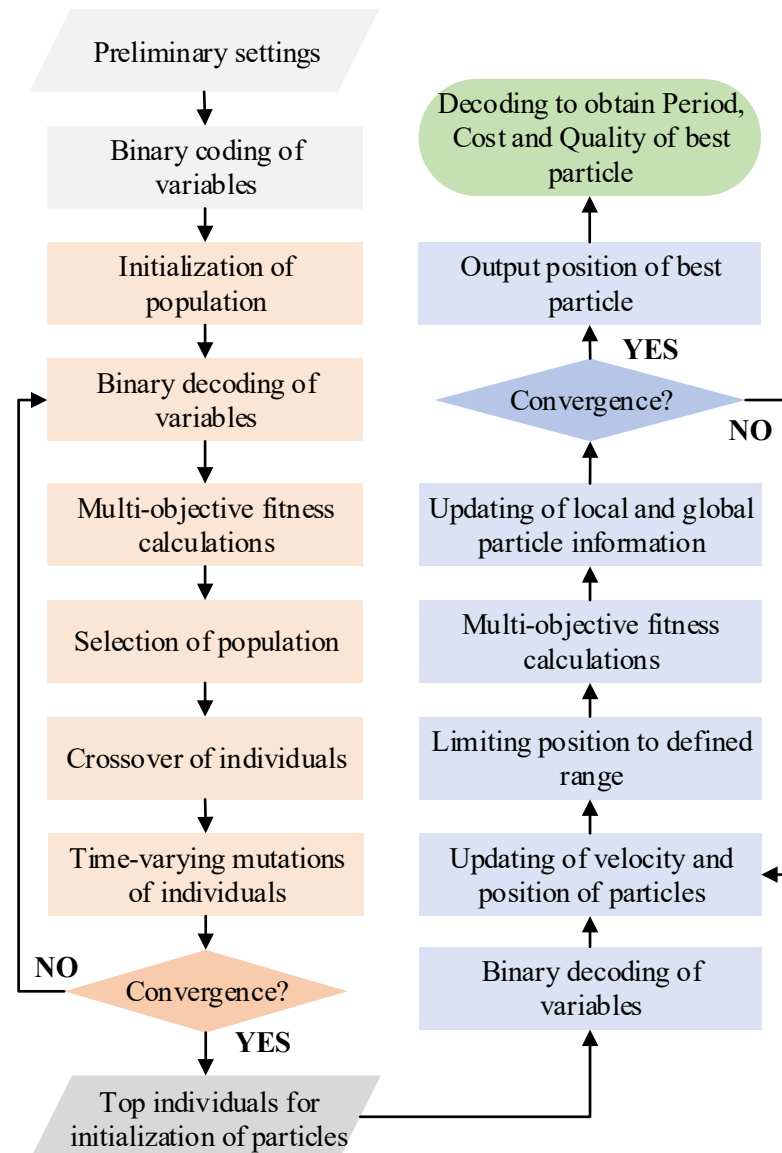 Preliminary settings
Binary coding of
variables
Initialization of
population
Binary decoding of
variables
Multi-objective fitness
calculations
Selection of population
Crossover of individuals
Time-varying mutations
of individuals
NO
Convergence?
YES
Top individuals for
initialization of particles
Decoding to obtain Period,
Cost and Quality of best
particle
Output position of best
particle
YES
Convergence?
NO
Updating of local and global
particle information
Multi-objective fitness
calculations
Limiting position to defined
range
Updating of velocity and
position of particles
Binary decoding of
variables